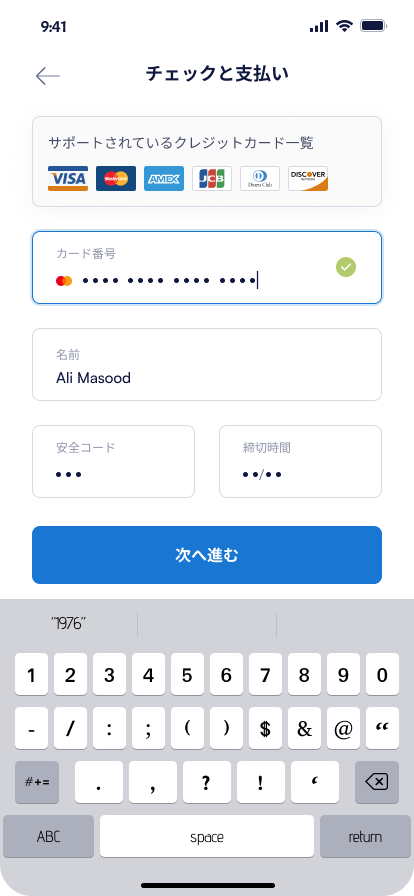 9:41
チェックと支払い
サポートされているクレジットカード一覧
VISA MasterCard AMEX JCB Diners Club DISCOVER NETWORK
カード番号
•••• •••• •••• ••••
名前
Ali Masood
安全コード 締切時間
••• ••/••
次へ進む
“1976”
1 2 3 4 5 6 7 8 9 0
- / : ; ( ) $ & @ “
#+= . , ? ! ‘
ABC space return